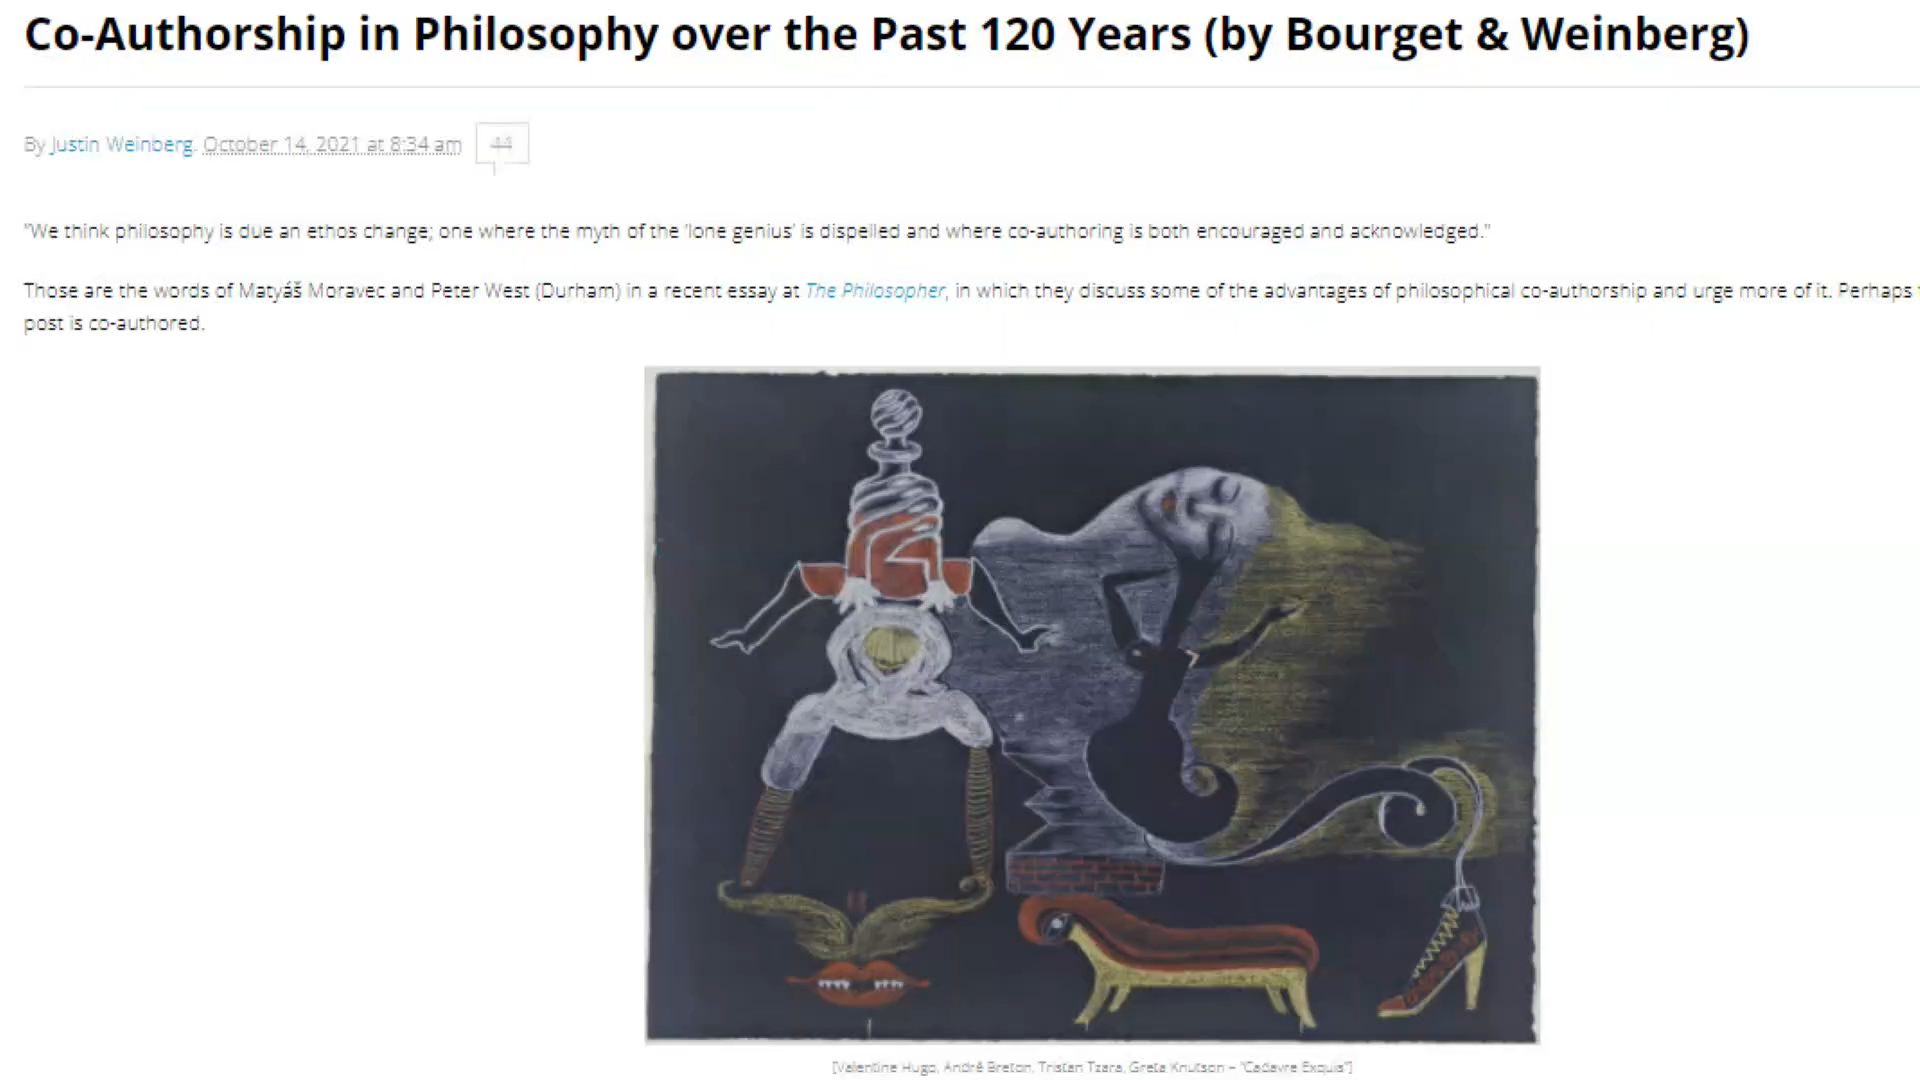 Co-Authorship in Philosophy over the Past 120 Years (by Bourget & Weinberg)
By Justin Weinberg. October 14, 2021 at 8:34 am 44
"We think philosophy is due an ethos change; one where the myth of the 'lone genius' is dispelled and where co-authoring is both encouraged and acknowledged."
Those are the words of Matyáš Moravec and Peter West (Durham) in a recent essay at The Philosopher, in which they discuss some of the advantages of philosophical co-authorship and urge more of it. Perhaps
post is co-authored.
[Valentine Hugo, André Breton, Tristan Tzara, Greta Knutson – "Cadavre Exquis"]